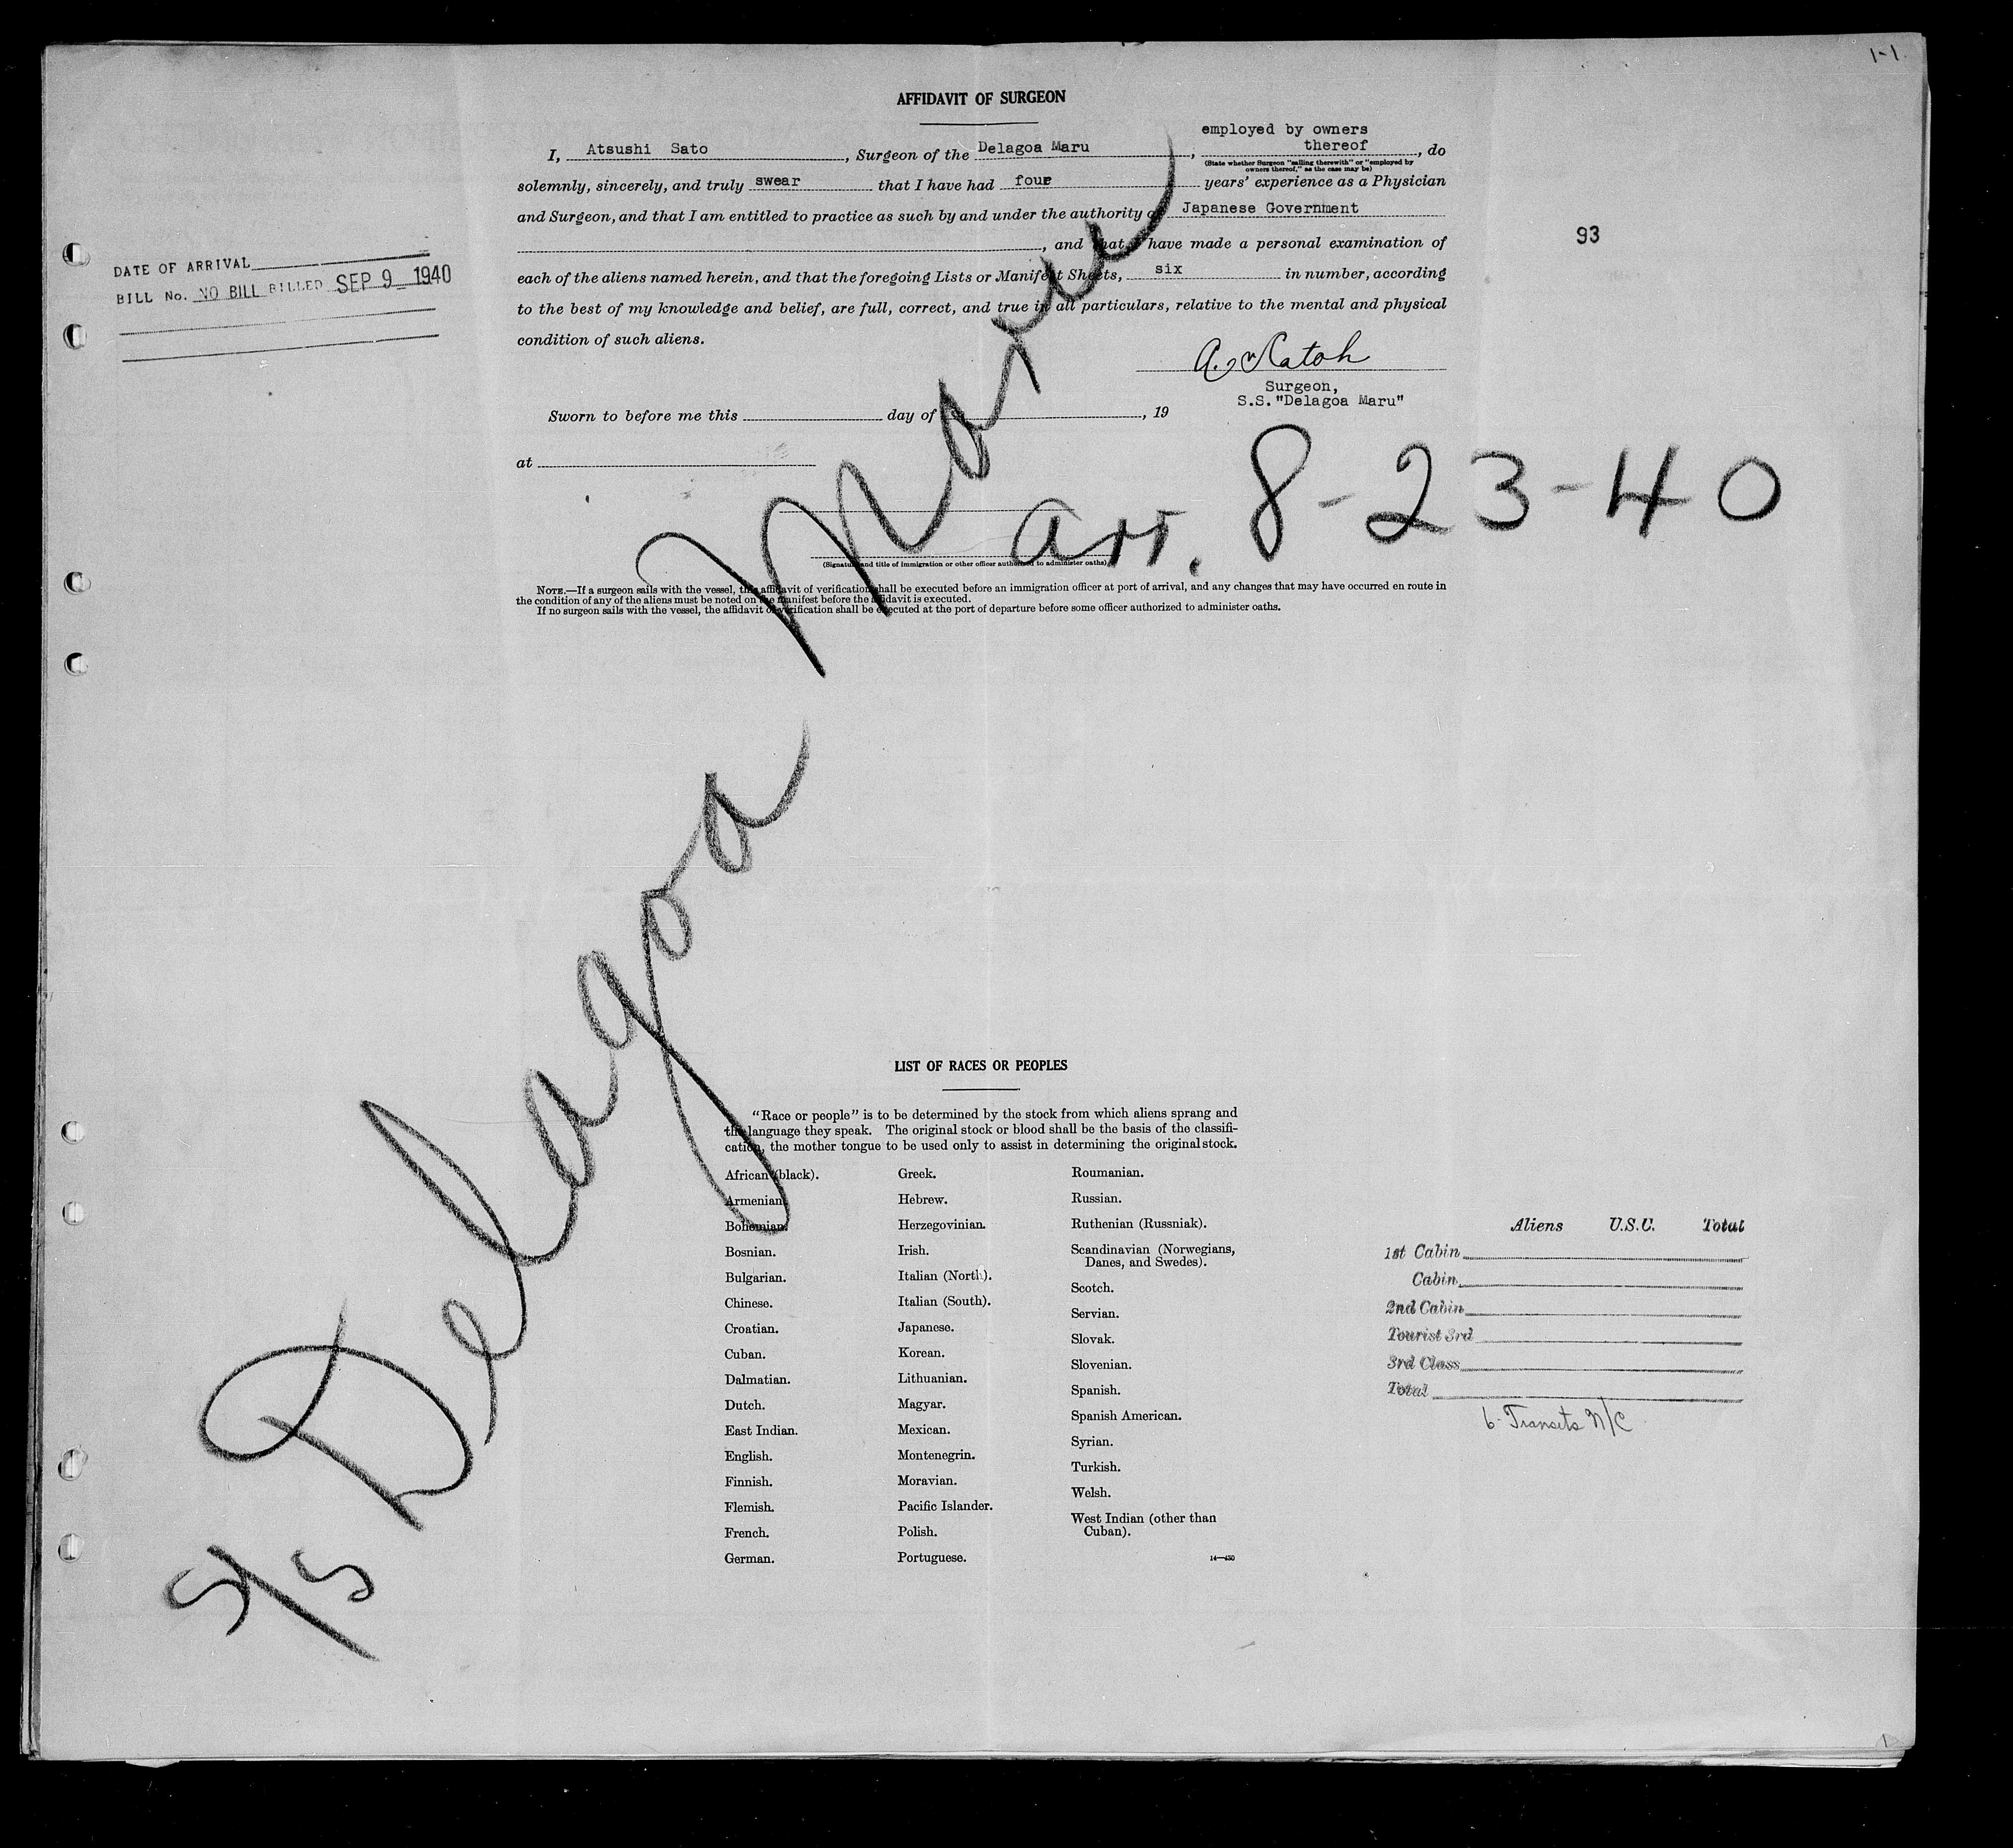 1-1
AFFIDAVIT OF SURGEON
employed by owners
I, Atsushi Sato, Surgeon of the Delagoa Maru, thereof, do
(State whether Surgeon "sailing therewith" or "employed by
owners thereof," as the case may be)
solemnly, sincerely, and truly swear that I have had four years' experience as a Physician
and Surgeon, and that I am entitled to practice as such by and under the authority of Japanese Government
, and that I have made a personal examination of
93
each of the aliens named herein, and that the foregoing Lists or Manifest Sheets, six in number, according
to the best of my knowledge and belief, are full, correct, and true in all particulars, relative to the mental and physical
condition of such aliens.
DATE OF ARRIVAL
BILL No. NO BILL BILLED SEP 9 1940
A. Satoh
Surgeon,
S.S. "Delagoa Maru"
Sworn to before me this day of , 19
at
arr. 8-23-40
(Signature and title of immigration or other officer authorized to administer oaths)
NOTE.—If a surgeon sails with the vessel, this affidavit of verification shall be executed before an immigration officer at port of arrival, and any changes that may have occurred en route in
the condition of any of the aliens must be noted on the manifest before the affidavit is executed.
If no surgeon sails with the vessel, the affidavit of verification shall be executed at the port of departure before some officer authorized to administer oaths.
S/S Delagoa Maru
LIST OF RACES OR PEOPLES
"Race or people" is to be determined by the stock from which aliens sprang and
the language they speak. The original stock or blood shall be the basis of the classifi-
cation, the mother tongue to be used only to assist in determining the original stock.
African (black).
Armenian.
Bohemian.
Bosnian.
Bulgarian.
Chinese.
Croatian.
Cuban.
Dalmatian.
Dutch.
East Indian.
English.
Finnish.
Flemish.
French.
German.
Greek.
Hebrew.
Herzegovinian.
Irish.
Italian (North).
Italian (South).
Japanese.
Korean.
Lithuanian.
Magyar.
Mexican.
Montenegrin.
Moravian.
Pacific Islander.
Polish.
Portuguese.
Roumanian.
Russian.
Ruthenian (Russniak).
Scandinavian (Norwegians,
Danes, and Swedes).
Scotch.
Servian.
Slovak.
Slovenian.
Spanish.
Spanish American.
Syrian.
Turkish.
Welsh.
West Indian (other than
Cuban).
14—430
Aliens U.S.C. Total
1st Cabin
Cabin
2nd Cabin
Tourist 3rd
3rd Class
Total
6- Transits N/C